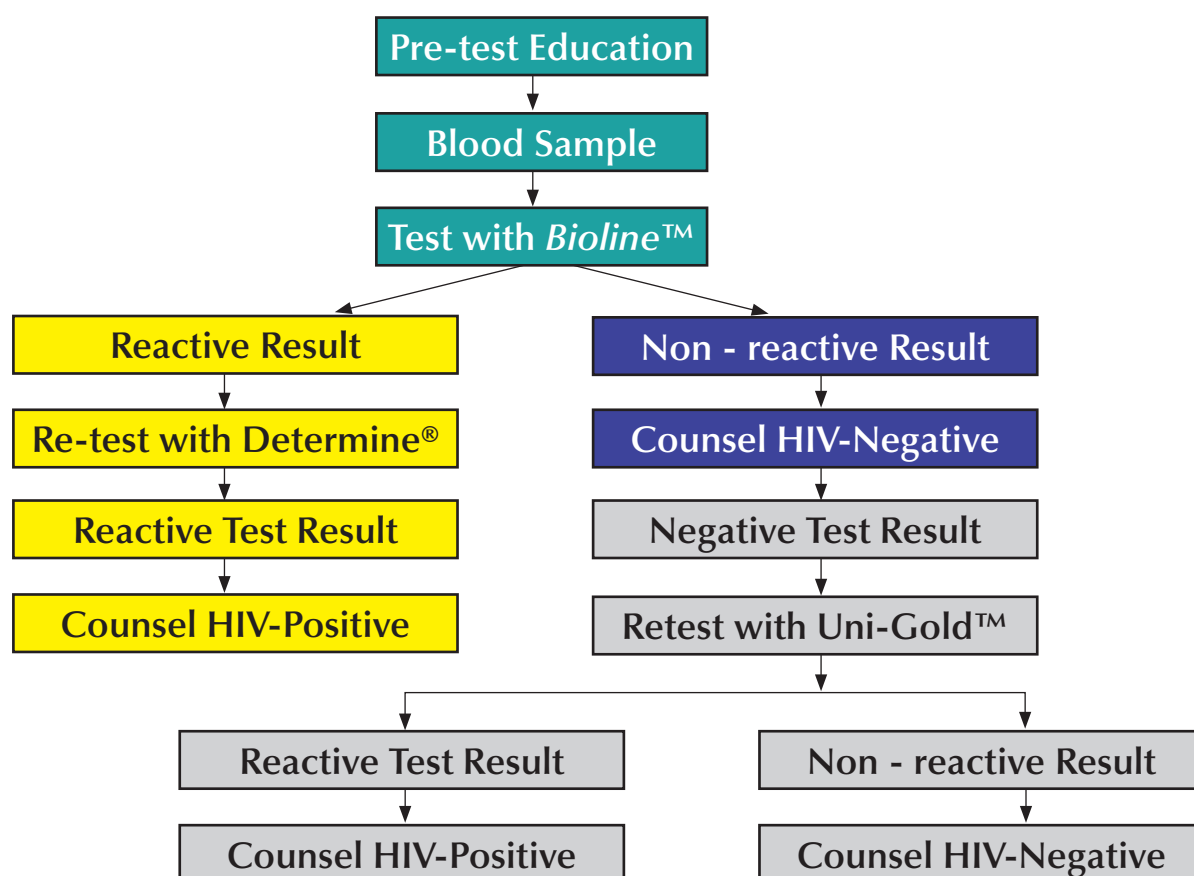 Pre-test Education
Blood Sample
Test with Bioline™
Reactive Result
Non - reactive Result
Re-test with Determine®
Counsel HIV-Negative
Reactive Test Result
Negative Test Result
Counsel HIV-Positive
Retest with Uni-Gold™
Reactive Test Result
Non - reactive Result
Counsel HIV-Positive
Counsel HIV-Negative